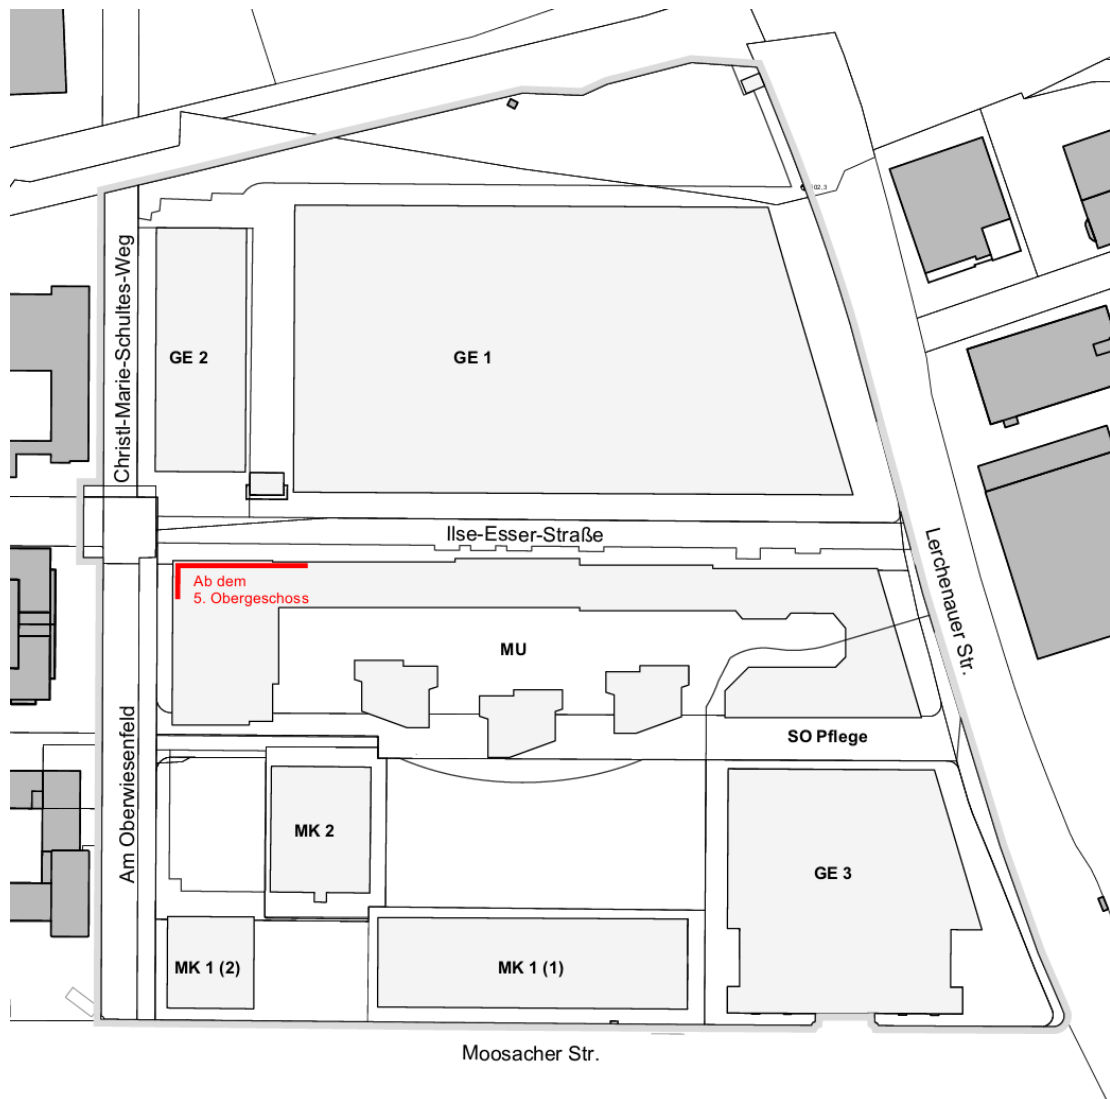 Christl-Marie-Schultes-Weg
GE 2
GE 1
Ilse-Esser-Straße
Lerchenauer Str.
Ab dem
5. Obergeschoss
MU
SO Pflege
Am Oberwiesenfeld
MK 2
GE 3
MK 1 (2)
MK 1 (1)
Moosacher Str.